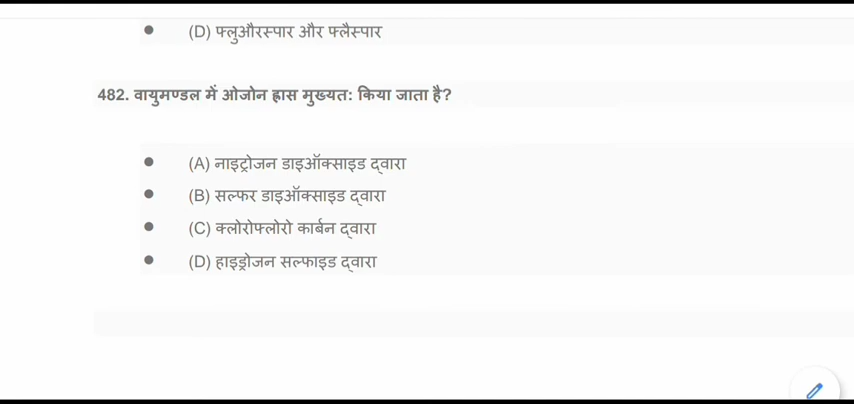 (D) फ्लुऔरस्पार और फ्लैस्पार
482. वायुमण्डल में ओजोन ह्रास मुख्यत: किया जाता है?
(A) नाइट्रोजन डाइऑक्साइड द्वारा
(B) सल्फर डाइऑक्साइड द्वारा
(C) क्लोरोफ्लोरो कार्बन द्वारा
(D) हाइड्रोजन सल्फाइड द्वारा